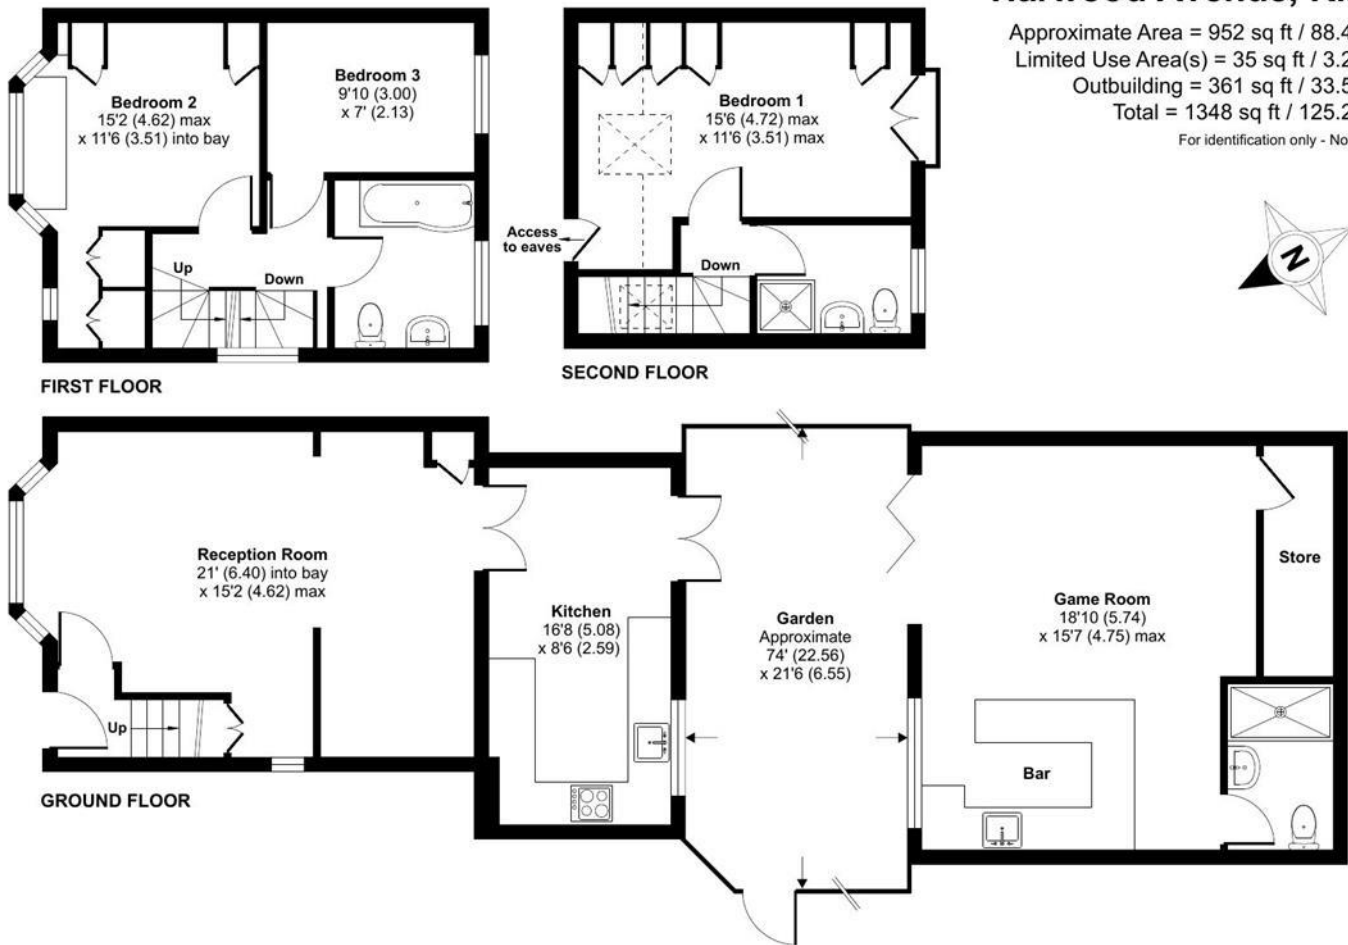 Approximate Area = 952 sq ft / 88.4
Limited Use Area(s) = 35 sq ft / 3.2
Outbuilding = 361 sq ft / 33.5
Total = 1348 sq ft / 125.2
For identification only - No
Bedroom 2
15'2 (4.62) max
x 11'6 (3.51) into bay
Bedroom 3
9'10 (3.00)
x 7' (2.13)
Up
Down
FIRST FLOOR
Bedroom 1
15'6 (4.72) max
x 11'6 (3.51) max
Access
to eaves
Down
SECOND FLOOR
N
Reception Room
21' (6.40) into bay
x 15'2 (4.62) max
Up
Kitchen
16'8 (5.08)
x 8'6 (2.59)
Garden
Approximate
74' (22.56)
x 21'6 (6.55)
Game Room
18'10 (5.74)
x 15'7 (4.75) max
Store
Bar
GROUND FLOOR